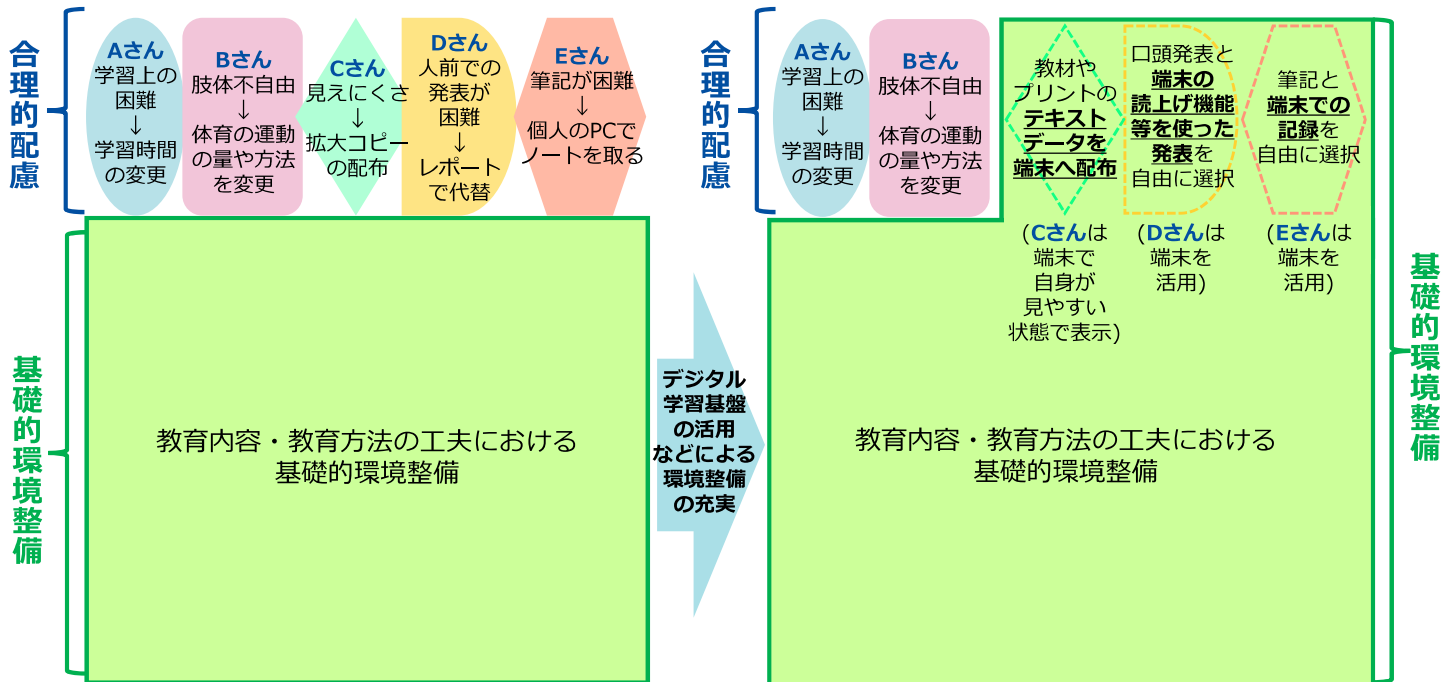 合理的配慮
Aさん
学習上の
困難
↓
学習時間
の変更
Bさん
肢体不自由
↓
体育の運動
の量や方法
を変更
Cさん
見えにくさ
↓
拡大コピー
の配布
Dさん
人前での
発表が
困難
↓
レポート
で代替
Eさん
筆記が困難
↓
個人のPCで
ノートを取る
基礎的環境整備
教育内容・教育方法の工夫における
基礎的環境整備
デジタル
学習基盤
の活用
などによる
環境整備
の充実
合理的配慮
Aさん
学習上の
困難
↓
学習時間
の変更
Bさん
肢体不自由
↓
体育の運動
の量や方法
を変更
教材や
プリントの
テキスト
データを
端末へ配布
(Cさんは
端末で
自身が
見やすい
状態で表示)
口頭発表と
端末の
読上げ機能
等を使った
発表を
自由に選択
(Dさんは
端末を
活用)
筆記と
端末での
記録を
自由に選択
(Eさんは
端末を
活用)
教育内容・教育方法の工夫における
基礎的環境整備
基礎的環境整備